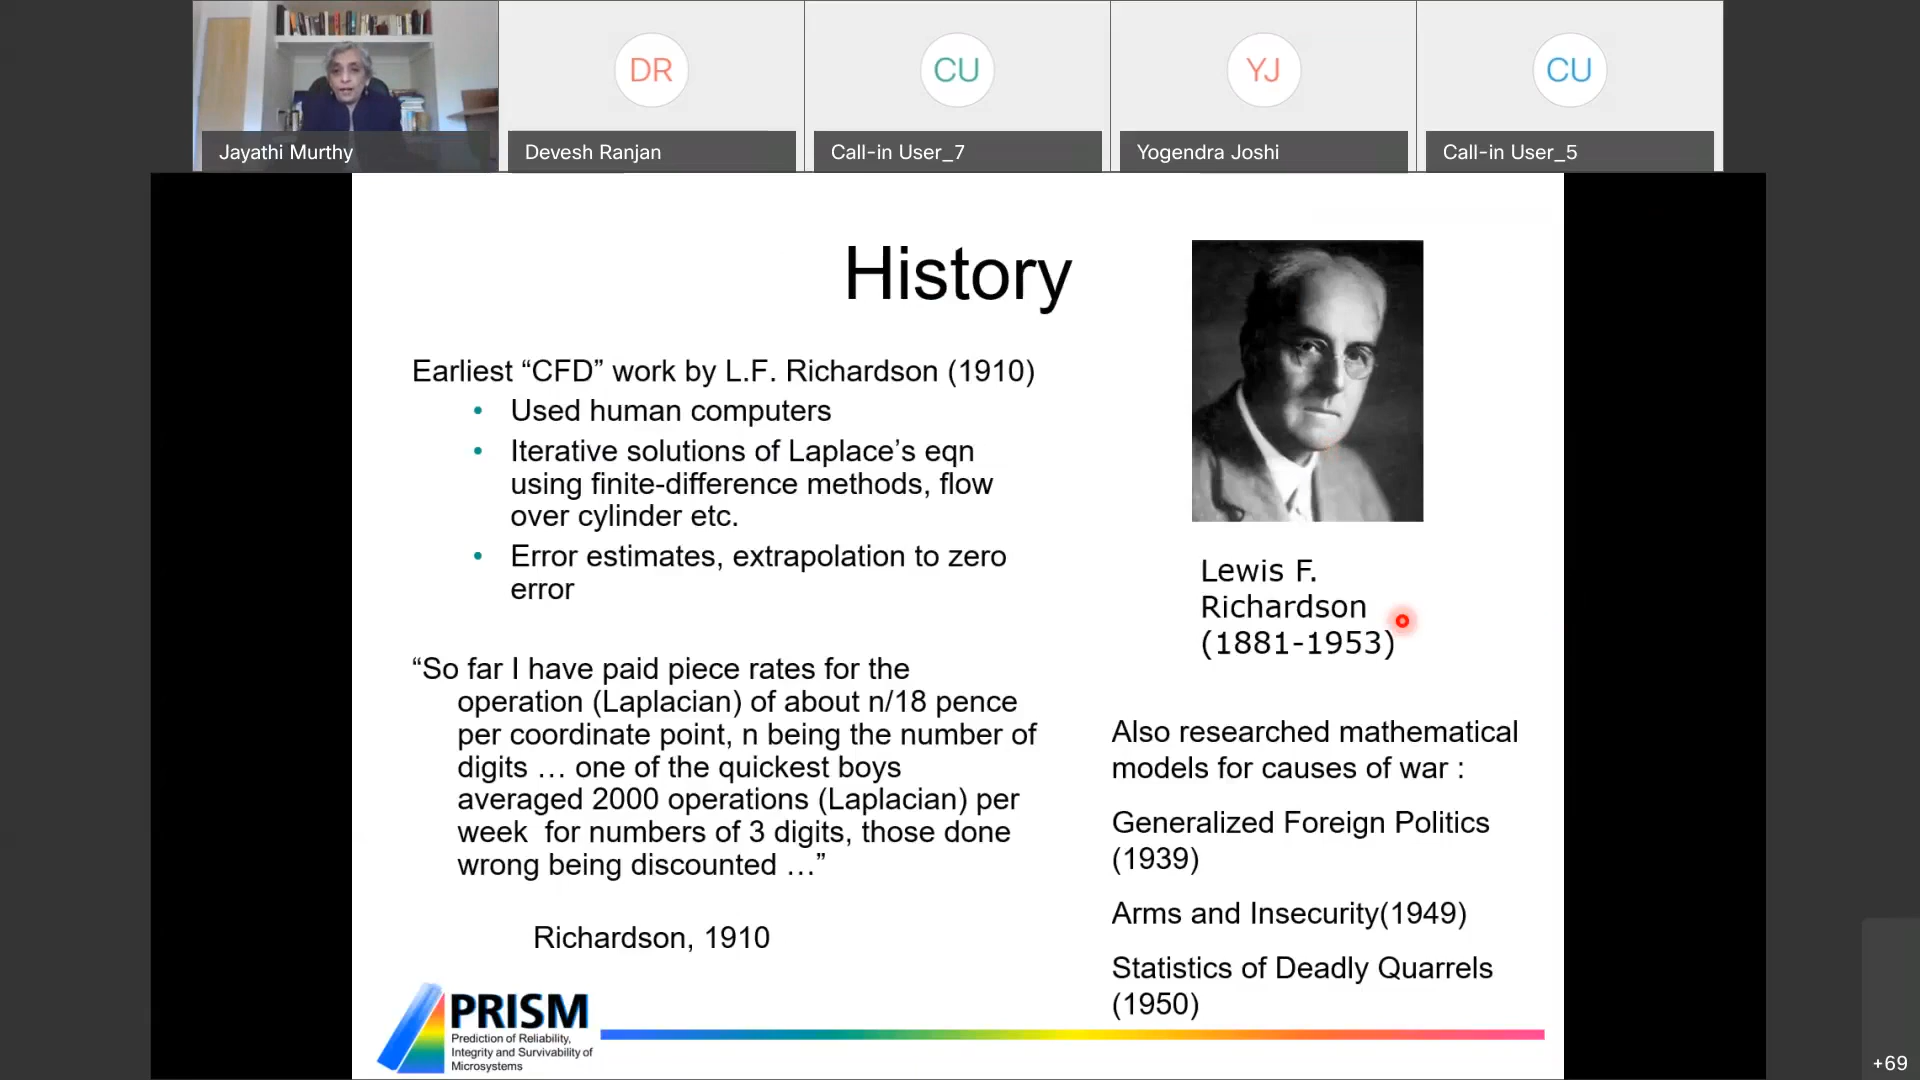 DR
CU
YJ
CU
Jayathi Murthy
Devesh Ranjan
Call-in User_7
Yogendra Joshi
Call-in User_5
History
Earliest “CFD” work by L.F. Richardson (1910)
• Used human computers
• Iterative solutions of Laplace’s eqn
using finite-difference methods, flow
over cylinder etc.
• Error estimates, extrapolation to zero
error
“So far I have paid piece rates for the
operation (Laplacian) of about n/18 pence
per coordinate point, n being the number of
digits … one of the quickest boys
averaged 2000 operations (Laplacian) per
week for numbers of 3 digits, those done
wrong being discounted …”
Richardson, 1910
Lewis F.
Richardson
(1881-1953)
Also researched mathematical
models for causes of war :
Generalized Foreign Politics
(1939)
Arms and Insecurity(1949)
Statistics of Deadly Quarrels
(1950)
PRISM
Prediction of Reliability,
Integrity and Survivability of
Microsystems
+69